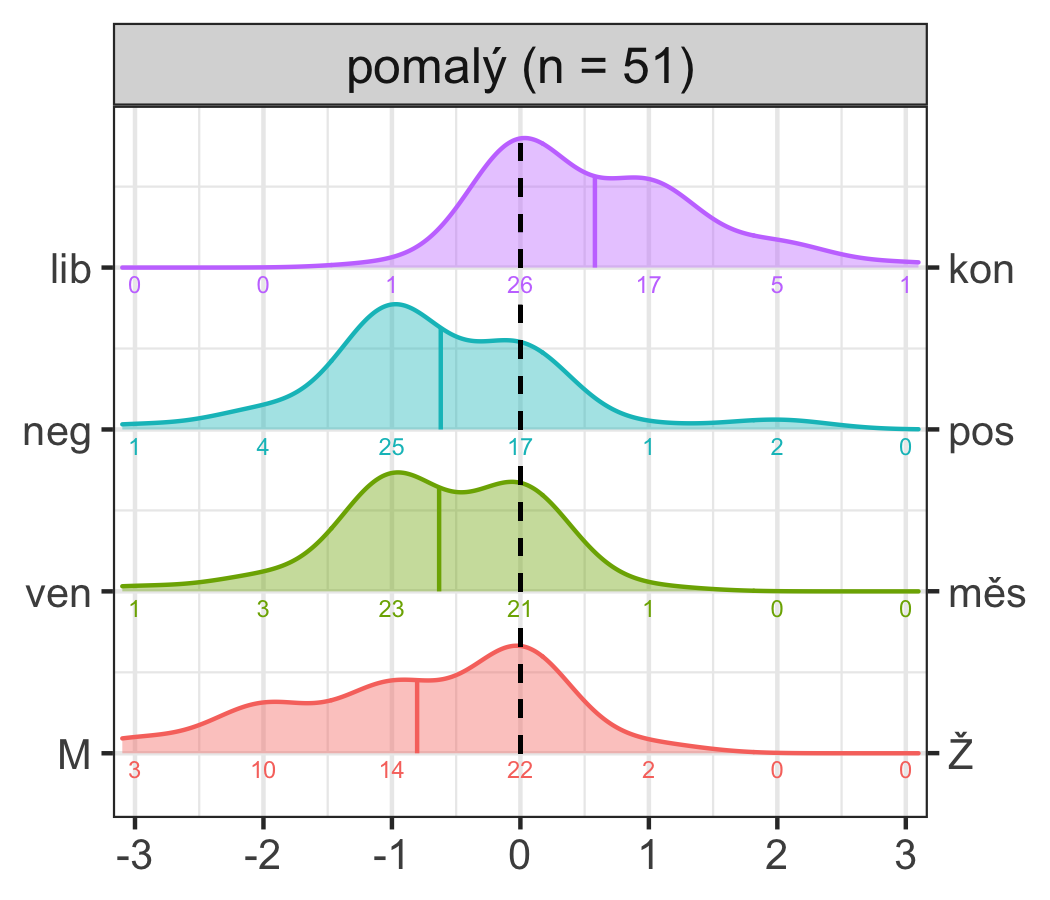 pomalý (n = 51)
lib kon
0 0 1 26 17 5 1
neg pos
1 4 25 17 1 2 0
ven měs
1 3 23 21 1 0 0
M Ž
3 10 14 22 2 0 0
-3 -2 -1 0 1 2 3